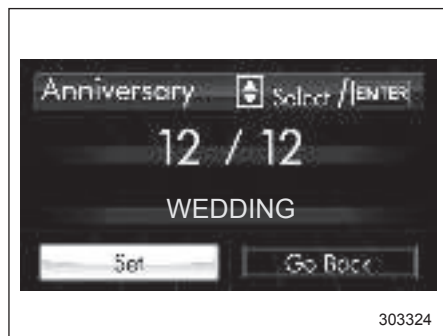 Anniversary Select /ENTER
12 / 12
WEDDING
Set Go Back
303324